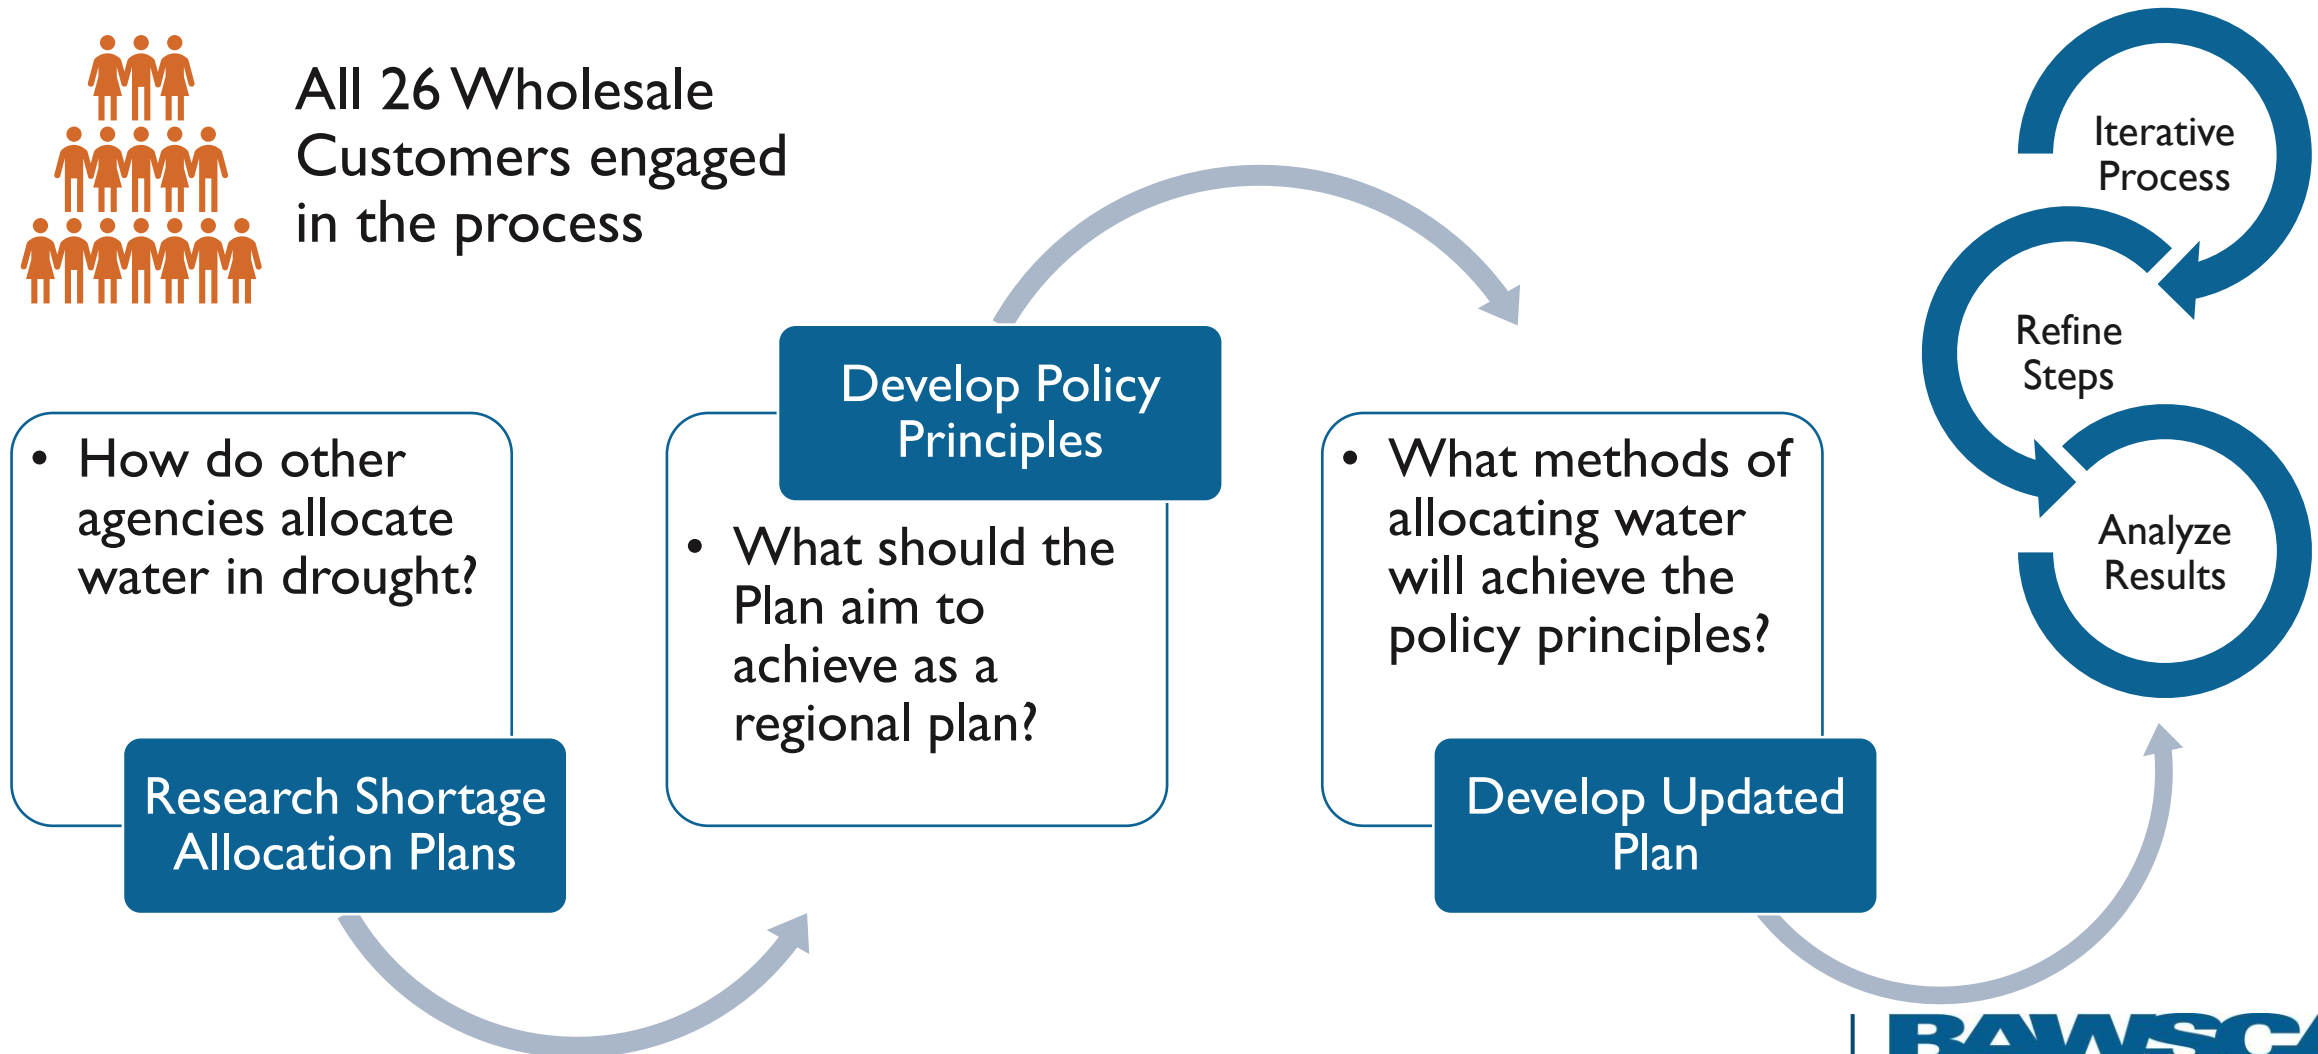 All 26 Wholesale
Customers engaged
in the process
• How do other
agencies allocate
water in drought?
Research Shortage
Allocation Plans
Develop Policy
Principles
• What should the
Plan aim to
achieve as a
regional plan?
• What methods of
allocating water
will achieve the
policy principles?
Develop Updated
Plan
Iterative
Process
Refine
Steps
Analyze
Results
BAWSCA